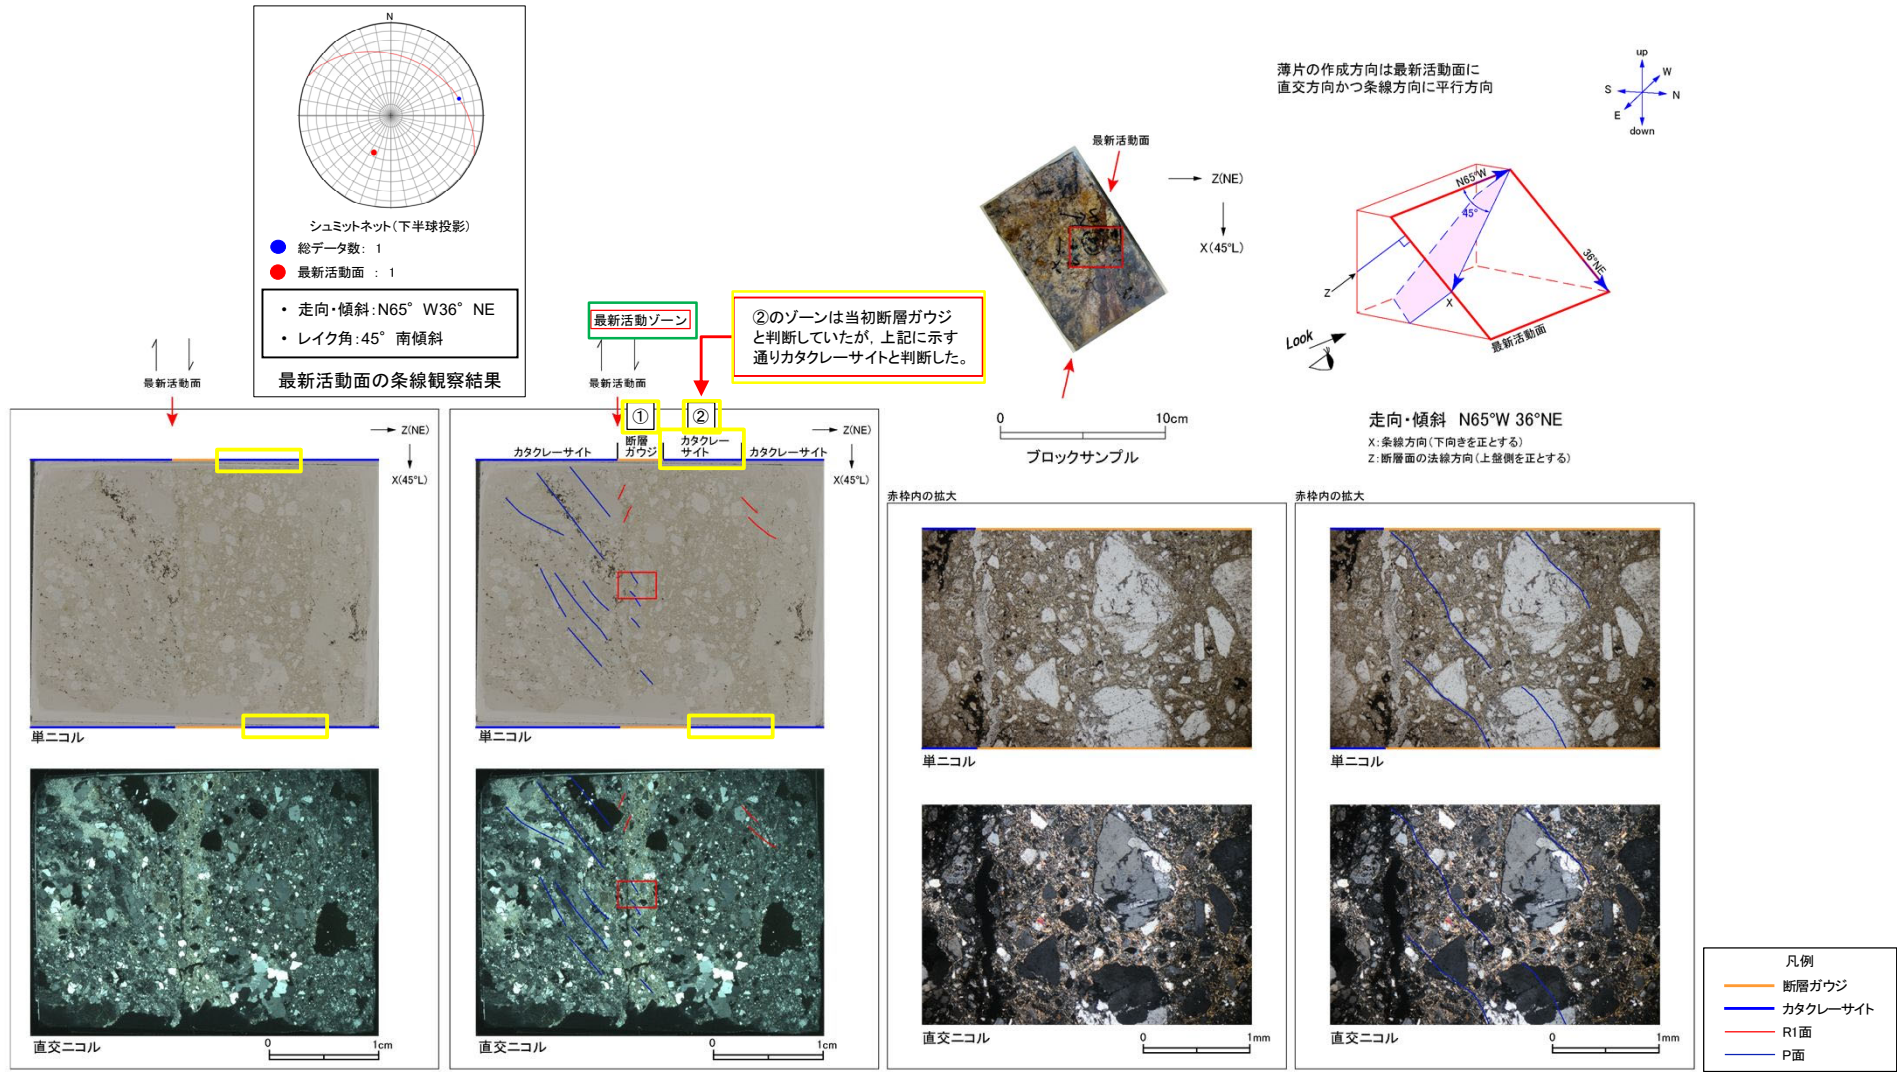 N
シュミットネット(下半球投影)
総データ数： 1
最新活動面 ： 1
・ 走向・傾斜:N65° W36° NE
・ レイク角:45° 南傾斜
最新活動面の条線観察結果
最新活動面
Z(NE)
X(45°L)
単ニコル
直交ニコル
0
1cm
最新活動ゾーン
最新活動面
②のゾーンは当初断層ガウジ
と判断していたが，上記に示す
通りカタクレーサイトと判断した。
①
②
カタクレーサイト
断層
ガウジ
カタクレー
サイト
カタクレーサイト
Z(NE)
X(45°L)
単ニコル
直交ニコル
0
1cm
最新活動面
Z(NE)
X(45°L)
0
10cm
ブロックサンプル
薄片の作成方向は最新活動面に
直交方向かつ条線方向に平行方向
up
W
S
N
E
down
N65°W
45°
36°NE
Z
X
Look
最新活動面
走向・傾斜 N65°W 36°NE
X：条線方向(下向きを正とする)
Z：断層面の法線方向(上盤側を正とする)
赤枠内の拡大
単ニコル
直交ニコル
0
1mm
赤枠内の拡大
単ニコル
直交ニコル
0
1mm
凡例
断層ガウジ
カタクレーサイト
R1面
P面